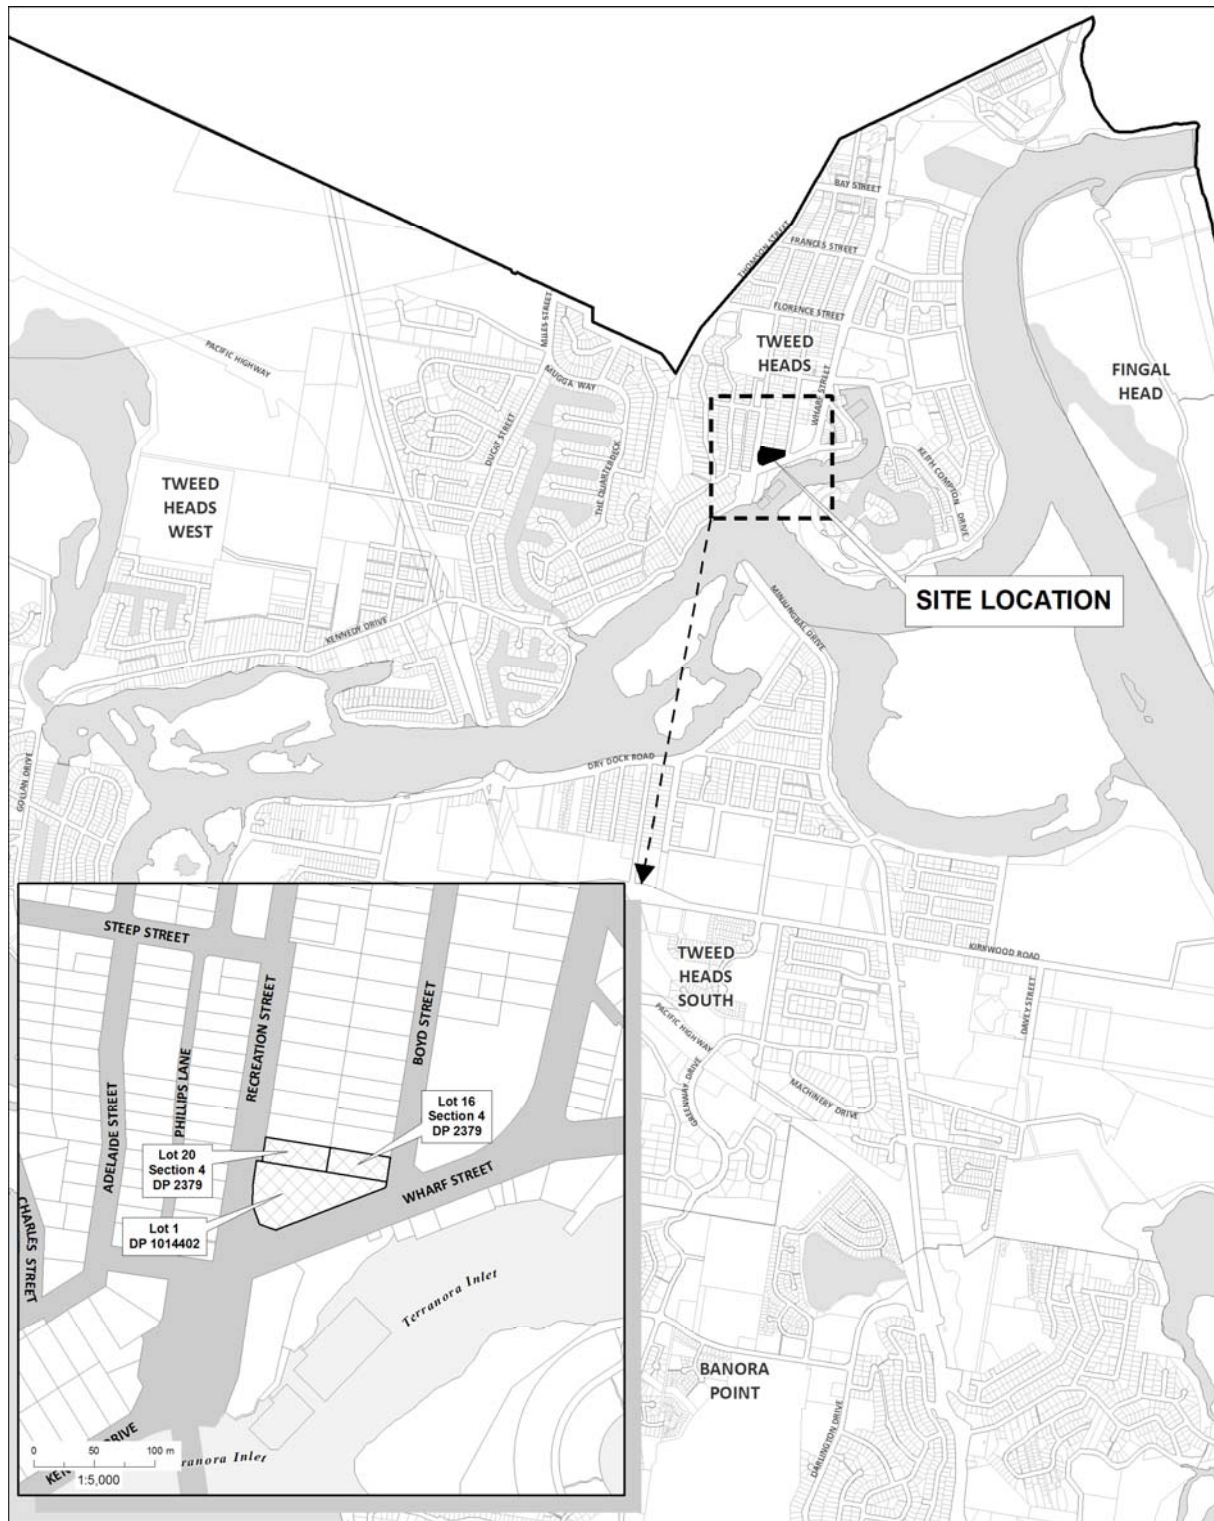 BAY STREET
THOMSON STREET
FRANCES STREET
FLORENCE STREET
MILES STREET
TWEED
HEADS
PACIFIC HIGHWAY
MUGGA WAY
WHARF STREET
FINGAL
HEAD
DUCAT STREET
THE QUARTERDECK
KEITH COMPTON DRIVE
TWEED
HEADS
WEST
SITE LOCATION
MINJUNGBAL DRIVE
KENNEDY DRIVE
GOLLAN DRIVE
DRY DOCK ROAD
KIRKWOOD ROAD
TWEED
HEADS
SOUTH
DAVEY STREET
PACIFIC HIGHWAY
GREENWAY DRIVE
MACHINERY DRIVE
BANORA
POINT
DARLINGTON DRIVE
STEEP STREET
RECREATION STREET
BOYD STREET
PHILLIPS LANE
ADELAIDE STREET
Lot 16
Section 4
DP 2379
Lot 20
Section 4
DP 2379
WHARF STREET
CHARLES STREET
Lot 1
DP 1014402
Terranora Inlet
DRIVE
ranora Inlet
0 50 100 m
KEN
1:5,000